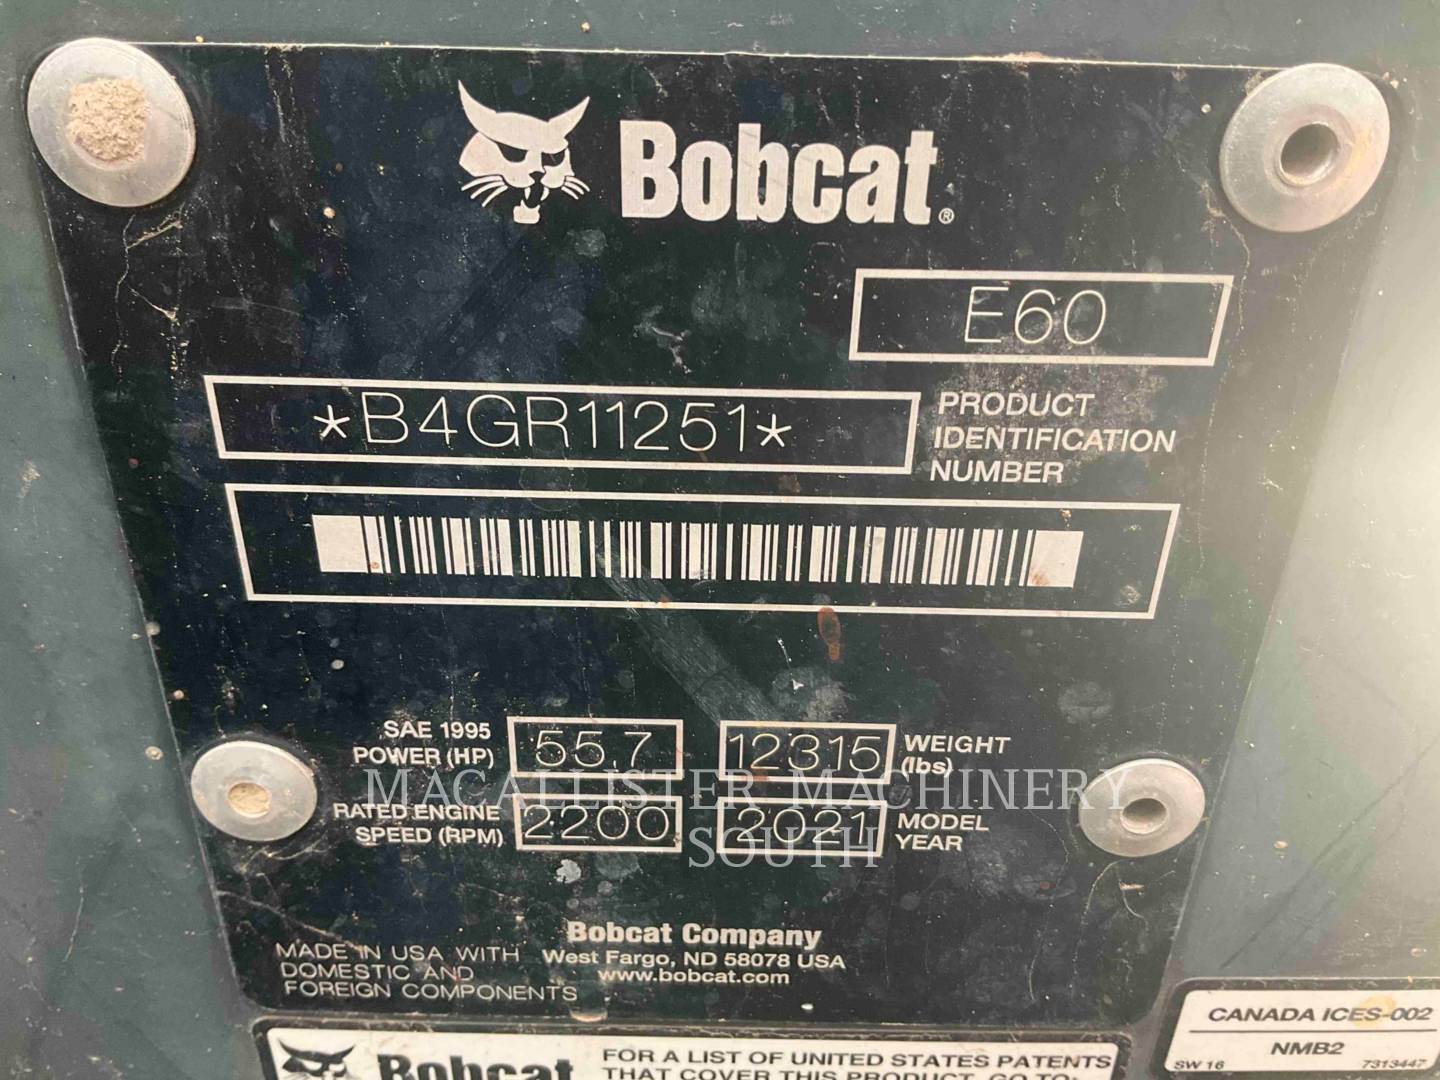 Bobcat®
E60
*B4GR11251*
PRODUCT
IDENTIFICATION
NUMBER
SAE 1995
POWER (HP)
55.7
12315
WEIGHT
(lbs)
MACALLISTER MACHINERY
SOUTH
RATED ENGINE
SPEED (RPM)
2200
2021
MODEL
YEAR
MADE IN USA WITH
DOMESTIC AND
FOREIGN COMPONENTS
Bobcat Company
West Fargo, ND 58078 USA
www.bobcat.com
Bobcat
FOR A LIST OF UNITED STATES PATENTS
THAT COVER THIS PRODUCT, GO TO:
CANADA ICES-002
NMB2
SW 16
7313447